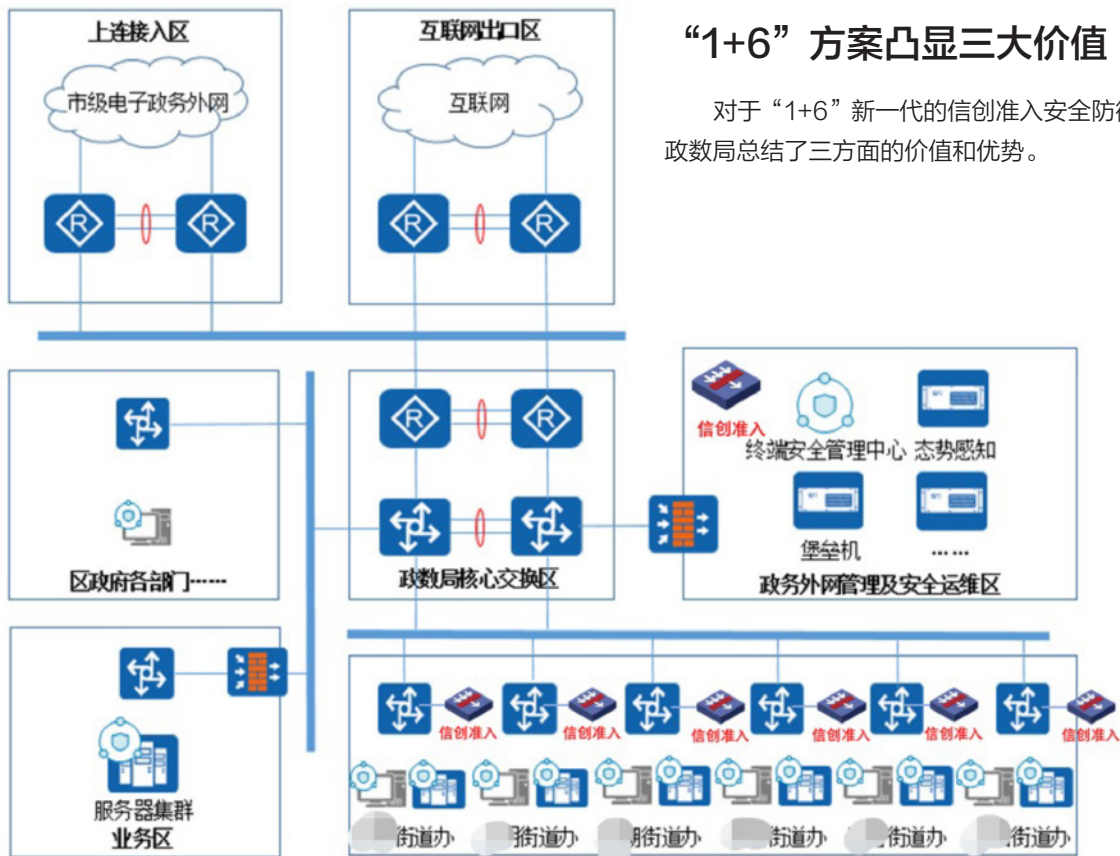 上连接入区
市级电子政务外网
R
R
互联网出口区
互联网
R
R
“1+6”方案凸显三大价值
对于“1+6”新一代的信创准入安全防
政数局总结了三方面的价值和优势。
区政府各部门……
R
R
政数局核心交换区
信创准入
终端安全管理中心
态势感知
堡垒机
……
政务外网管理及安全运维区
服务器集群
业务区
信创准入
信创准入
信创准入
信创准入
信创准入
信创准入
街道办
街道办
街道办
街道办
街道办
街道办